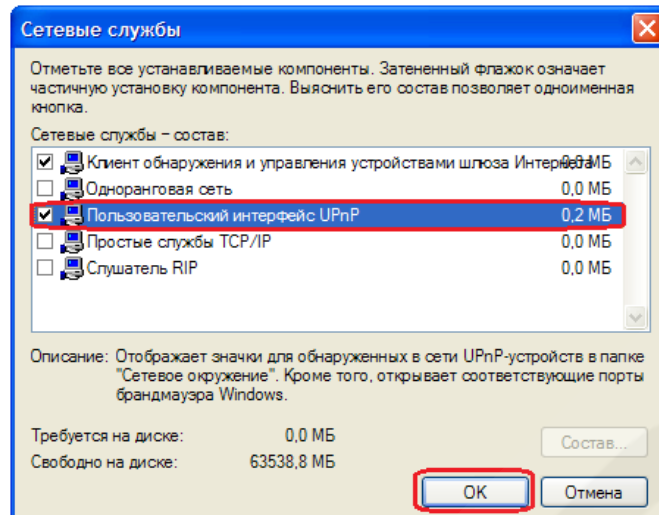 Сетевые службы
Отметьте все устанавливаемые компоненты. Затененный флажок означает
частичную установку компонента. Выяснить его состав позволяет одноименная
кнопка.
Сетевые службы – состав:
Клиент обнаружения и управления устройствами шлюза Интернета 0,0 МБ
Одноранговая сеть 0,0 МБ
Пользовательский интерфейс UPnP 0,2 МБ
Простые службы TCP/IP 0,0 МБ
Слушатель RIP 0,0 МБ
Описание: Отображает значки для обнаруженных в сети UPnP-устройств в папке
"Сетевое окружение". Кроме того, открывает соответствующие порты
брандмауэра Windows.
Требуется на диске: 0,0 МБ
Состав...
Свободно на диске: 63538,8 МБ
OK Отмена